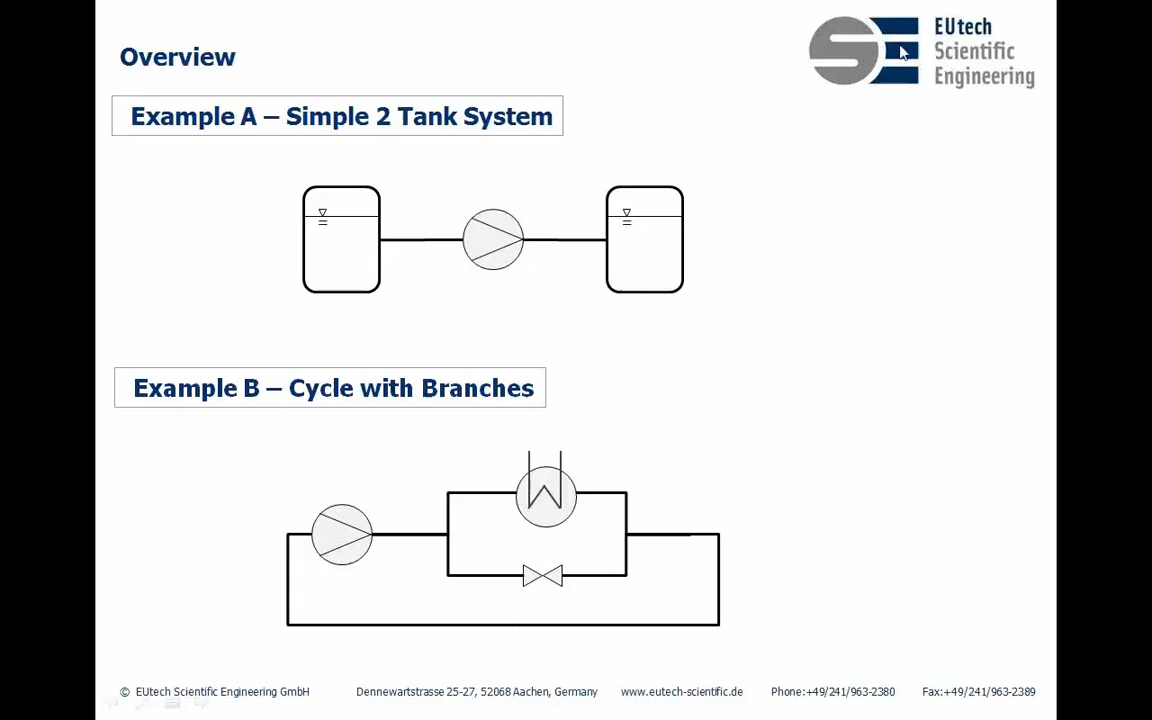 Overview
EUtech
Scientific
Engineering
Example A – Simple 2 Tank System
Example B – Cycle with Branches
© EUtech Scientific Engineering GmbH Dennewartstrasse 25-27, 52068 Aachen, Germany www.eutech-scientific.de Phone:+49/241/963-2380 Fax:+49/241/963-2389